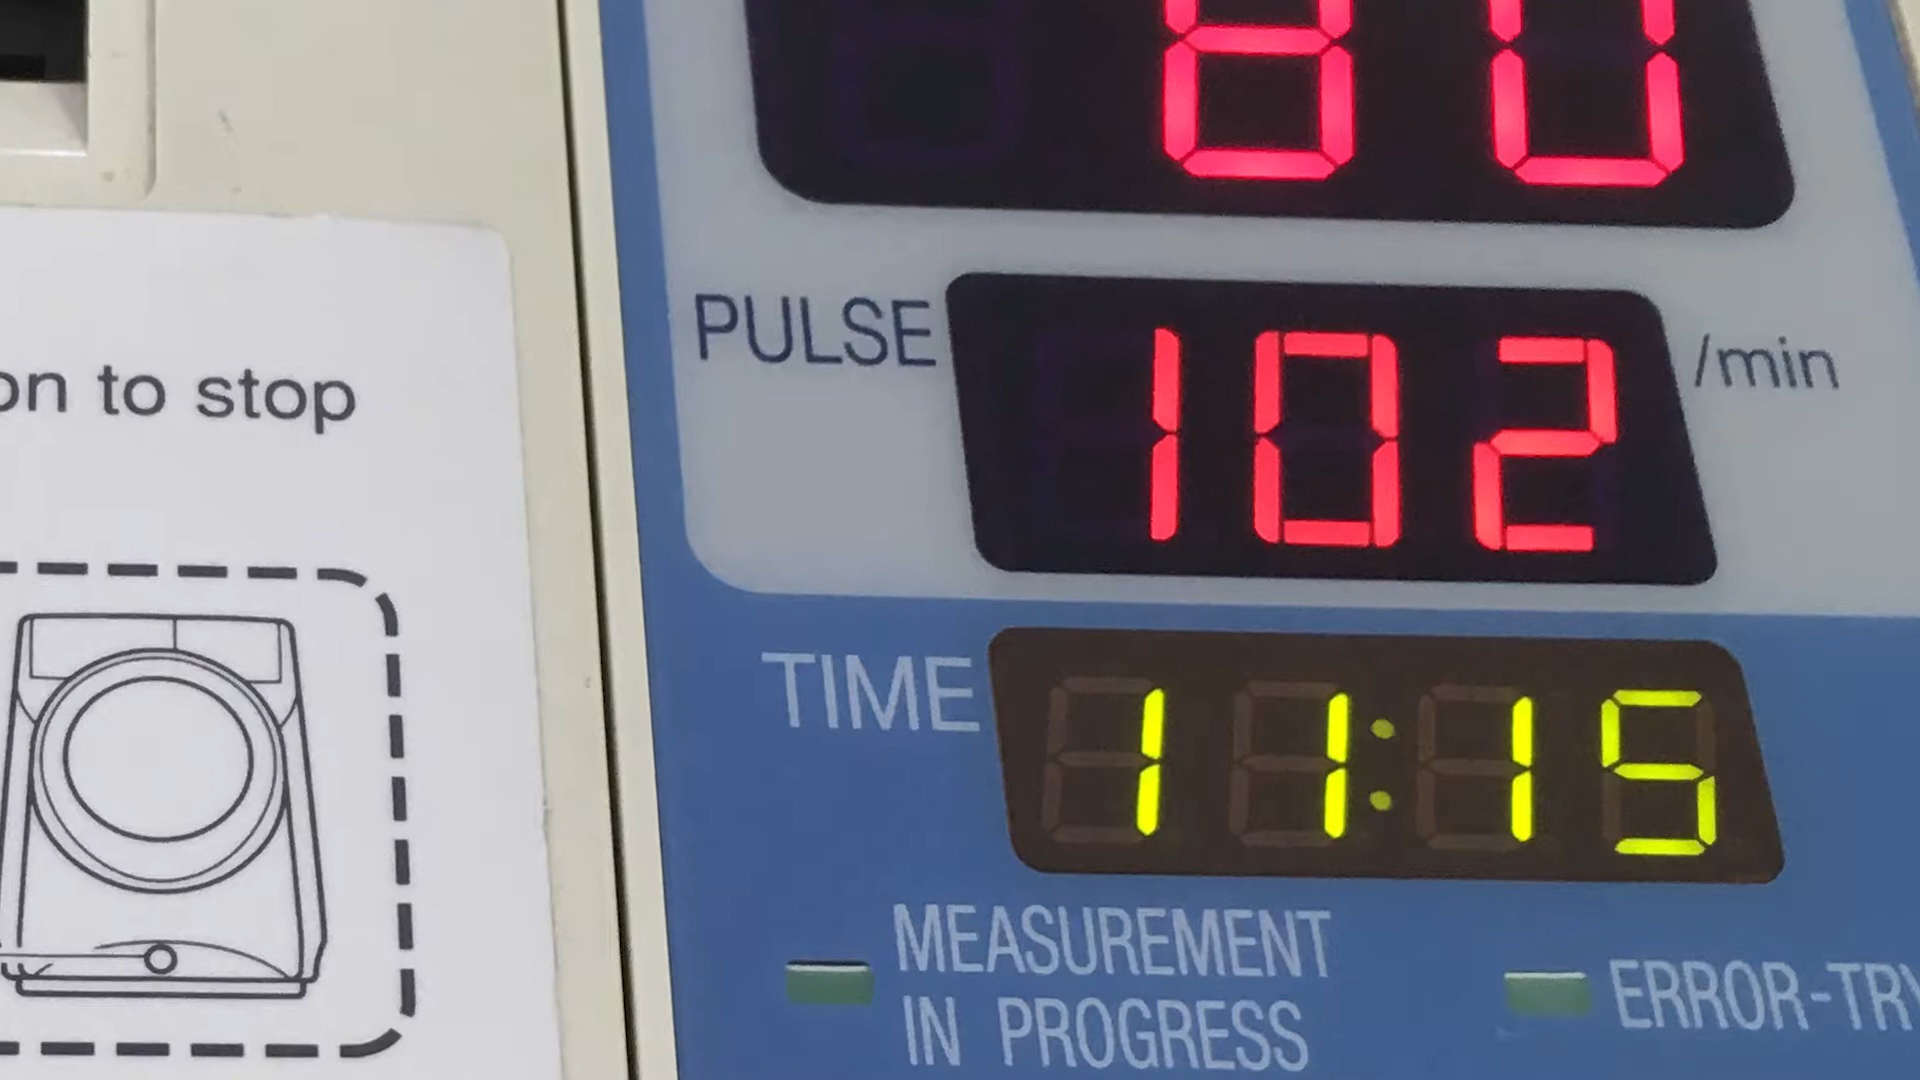 80
PULSE 102 /min
on to stop
TIME 11:15
MEASUREMENT
IN PROGRESS
ERROR-TRY